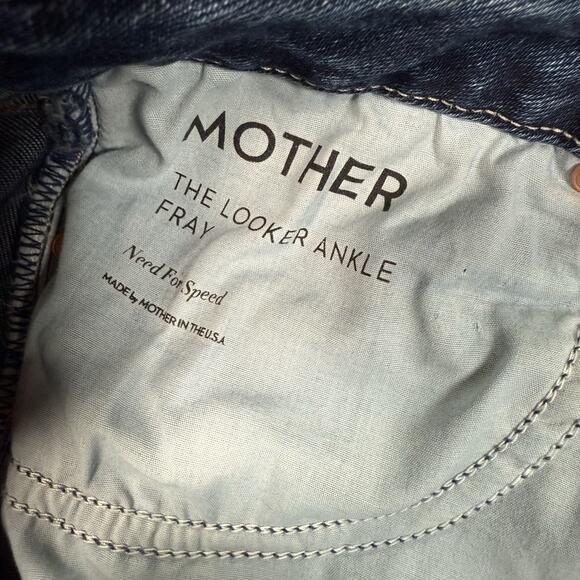 MOTHER
THE LOOKER ANKLE
FRAY
Need For Speed
MADE by MOTHER IN THE U.S.A